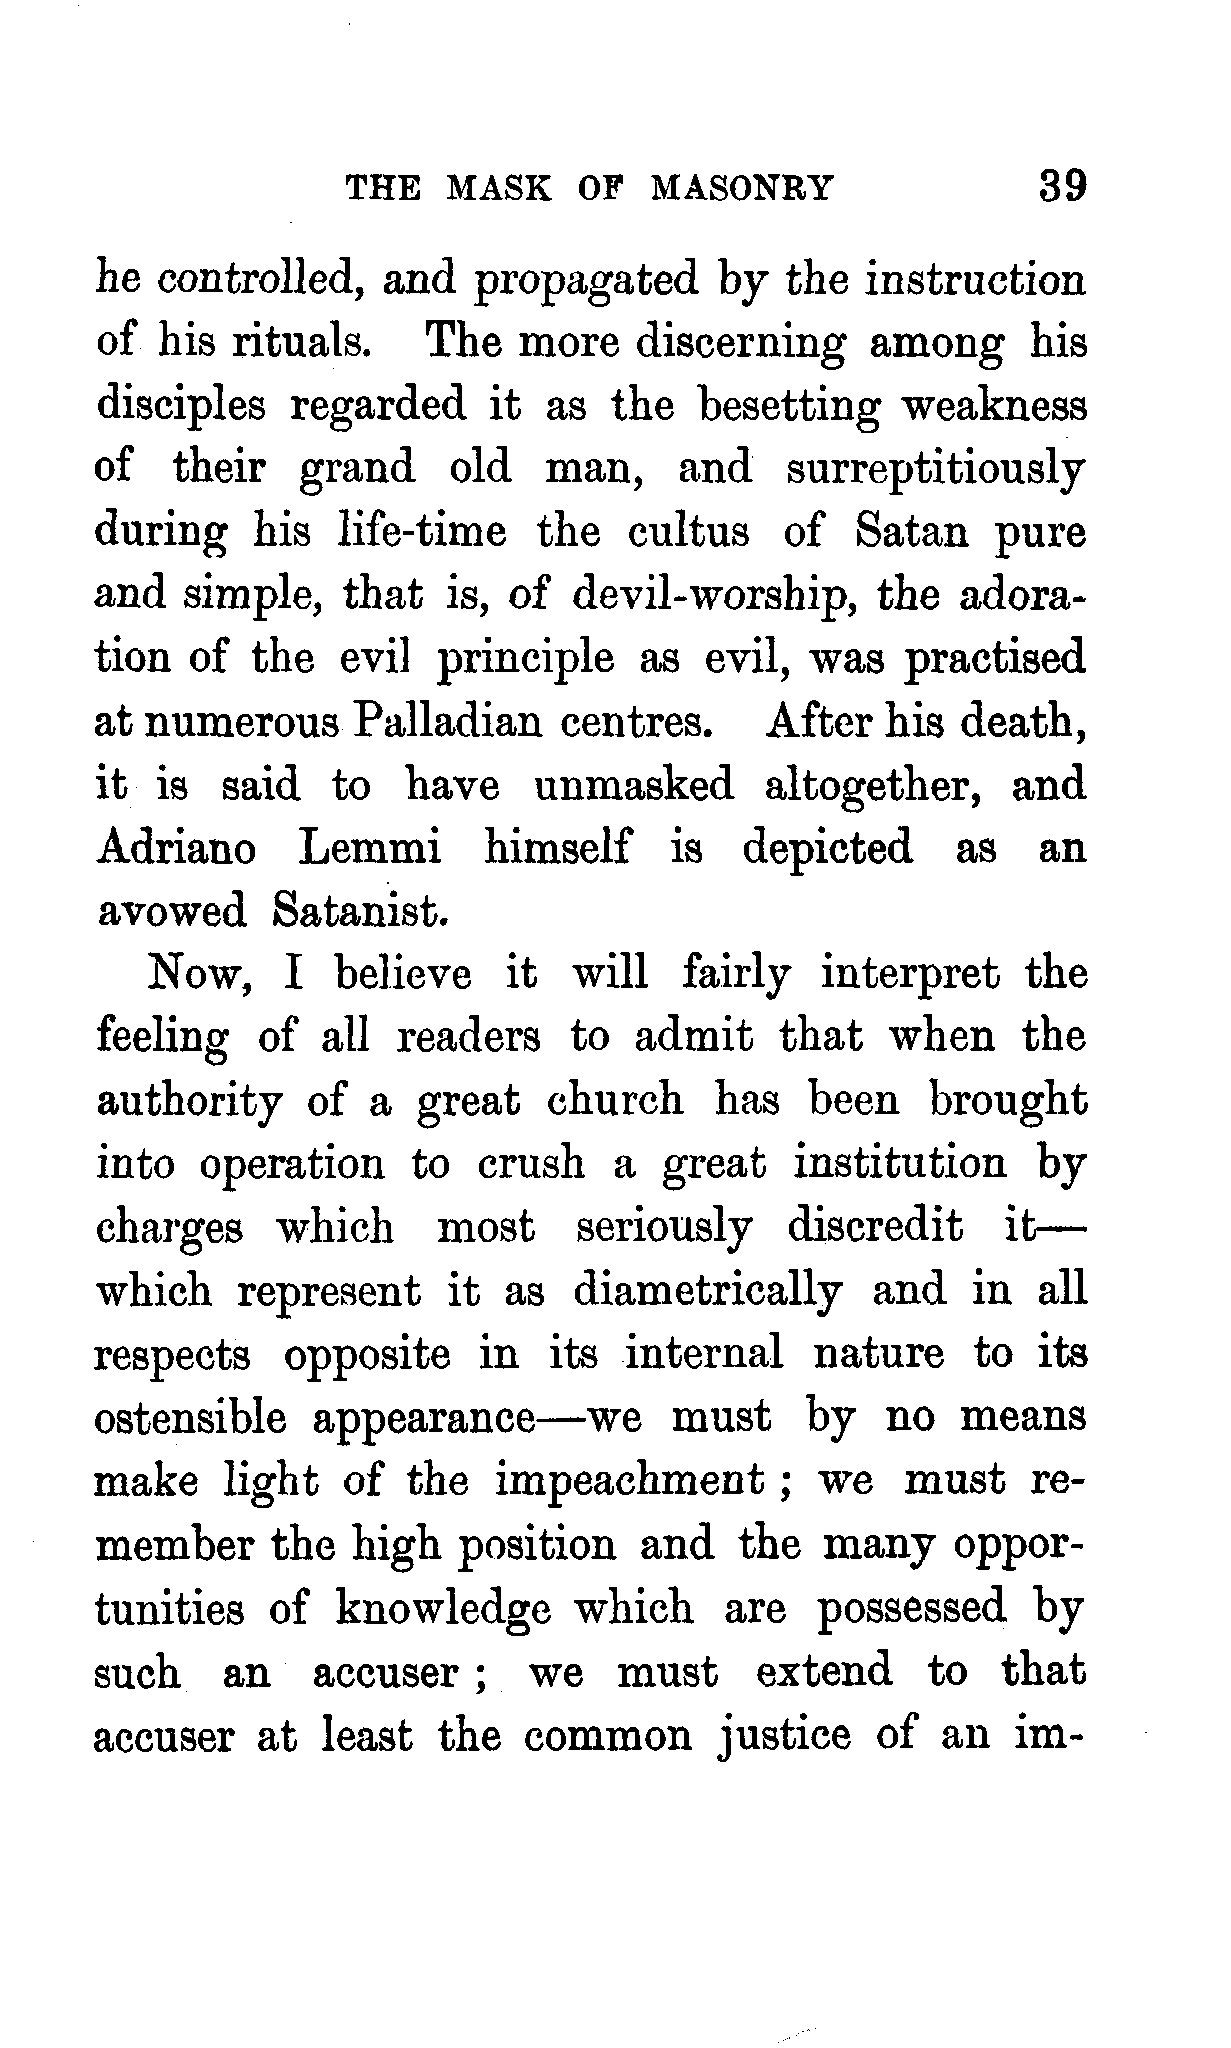 THE MASK OF MASONRY 39
he controlled, and propagated by the instruction
of his rituals. The more discerning among his
disciples regarded it as the besetting weakness
of their grand old man, and surreptitiously
during his life-time the cultus of Satan pure
and simple, that is, of devil-worship, the adora-
tion of the evil principle as evil, was practised
at numerous Palladian centres. After his death,
it is said to have unmasked altogether, and
Adriano Lemmi himself is depicted as an
avowed Satanist.
Now, I believe it will fairly interpret the
feeling of all readers to admit that when the
authority of a great church has been brought
into operation to crush a great institution by
charges which most seriously discredit it—
which represent it as diametrically and in all
respects opposite in its internal nature to its
ostensible appearance—we must by no means
make light of the impeachment ; we must re-
member the high position and the many oppor-
tunities of knowledge which are possessed by
such an accuser ; we must extend to that
accuser at least the common justice of an im-